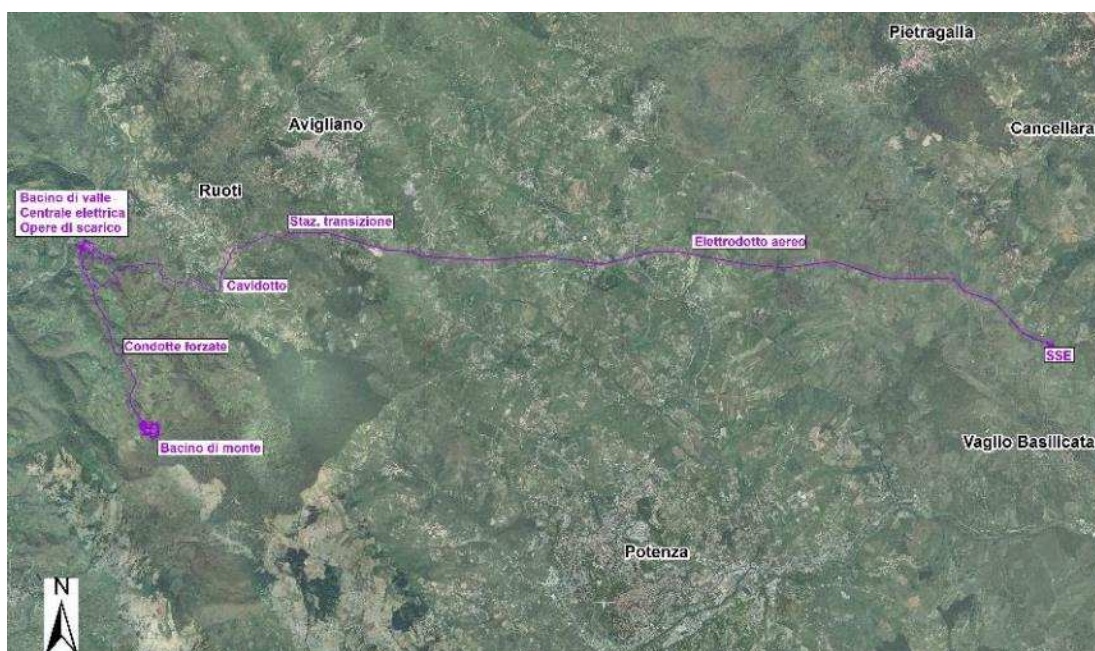 Pietragalla
Avigliano
Cancellara
Ruoti
Bacino di valle
Centrale elettrica
Opere di scarico
Staz. transizione
Elettrodotto aereo
Cavidotto
Condotte forzate
SSE
Bacino di monte
Vaglio Basilicata
Potenza
N